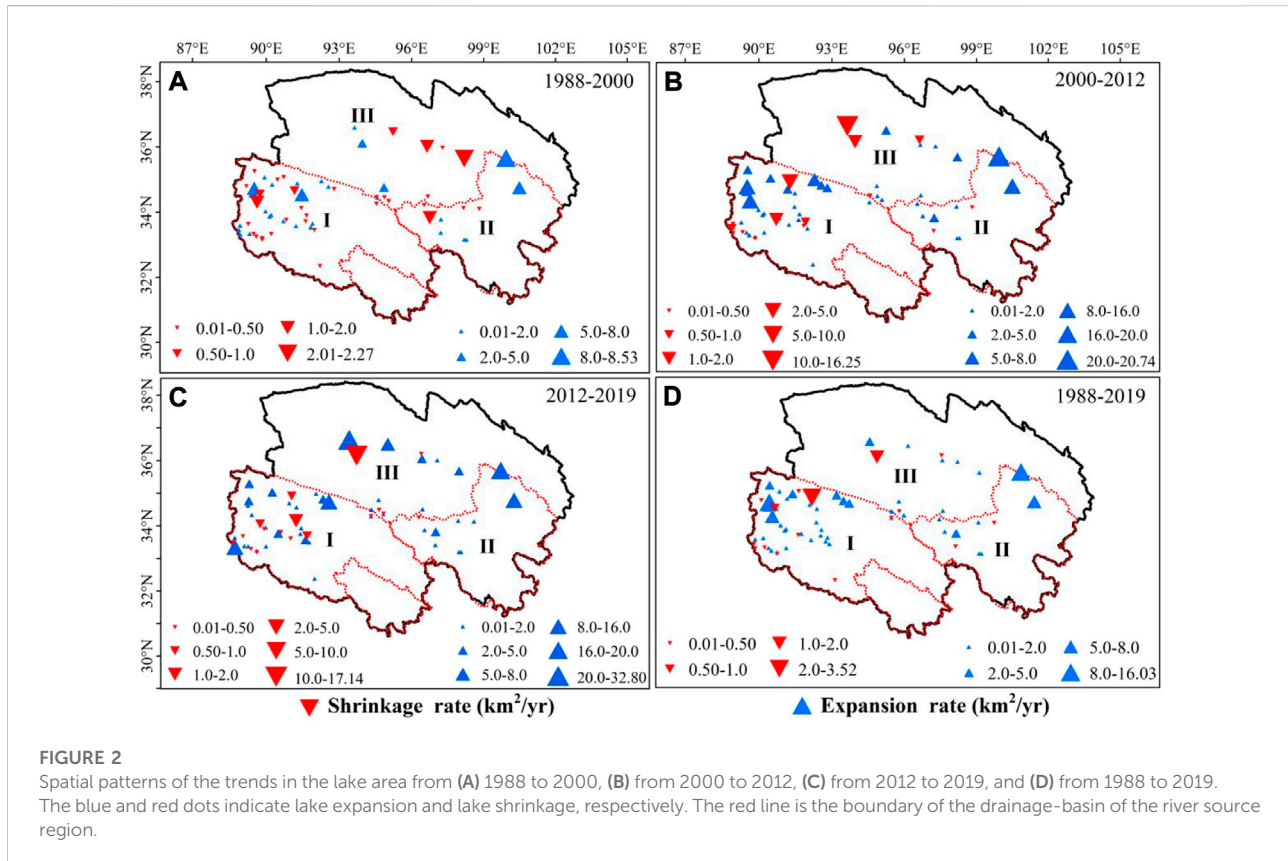 87°E 90°E 93°E 96°E 99°E 102°E 105°E 87°E 90°E 93°E 96°E 99°E 102°E 105°E
A 1988-2000
B 2000-2012
38°N
36°N
34°N
32°N
30°N
III
I
II
III
I
II
0.01-0.50 1.0-2.0 0.01-2.0 5.0-8.0
0.50-1.0 2.01-2.27 2.0-5.0 8.0-8.53
0.01-0.50 2.0-5.0 0.01-2.0 8.0-16.0
0.50-1.0 5.0-10.0 2.0-5.0 16.0-20.0
1.0-2.0 10.0-16.25 5.0-8.0 20.0-20.74
C 2012-2019
D 1988-2019
38°N
36°N
34°N
32°N
30°N
III
I
II
III
I
II
0.01-0.50 2.0-5.0 0.01-2.0 8.0-16.0
0.50-1.0 5.0-10.0 2.0-5.0 16.0-20.0
1.0-2.0 10.0-17.14 5.0-8.0 20.0-32.80
0.01-0.50 1.0-2.0 0.01-2.0 5.0-8.0
0.50-1.0 2.0-3.52 2.0-5.0 8.0-16.03
Shrinkage rate (km²/yr) Expansion rate (km²/yr)
FIGURE 2
Spatial patterns of the trends in the lake area from (A) 1988 to 2000, (B) from 2000 to 2012, (C) from 2012 to 2019, and (D) from 1988 to 2019.
The blue and red dots indicate lake expansion and lake shrinkage, respectively. The red line is the boundary of the drainage-basin of the river source
region.